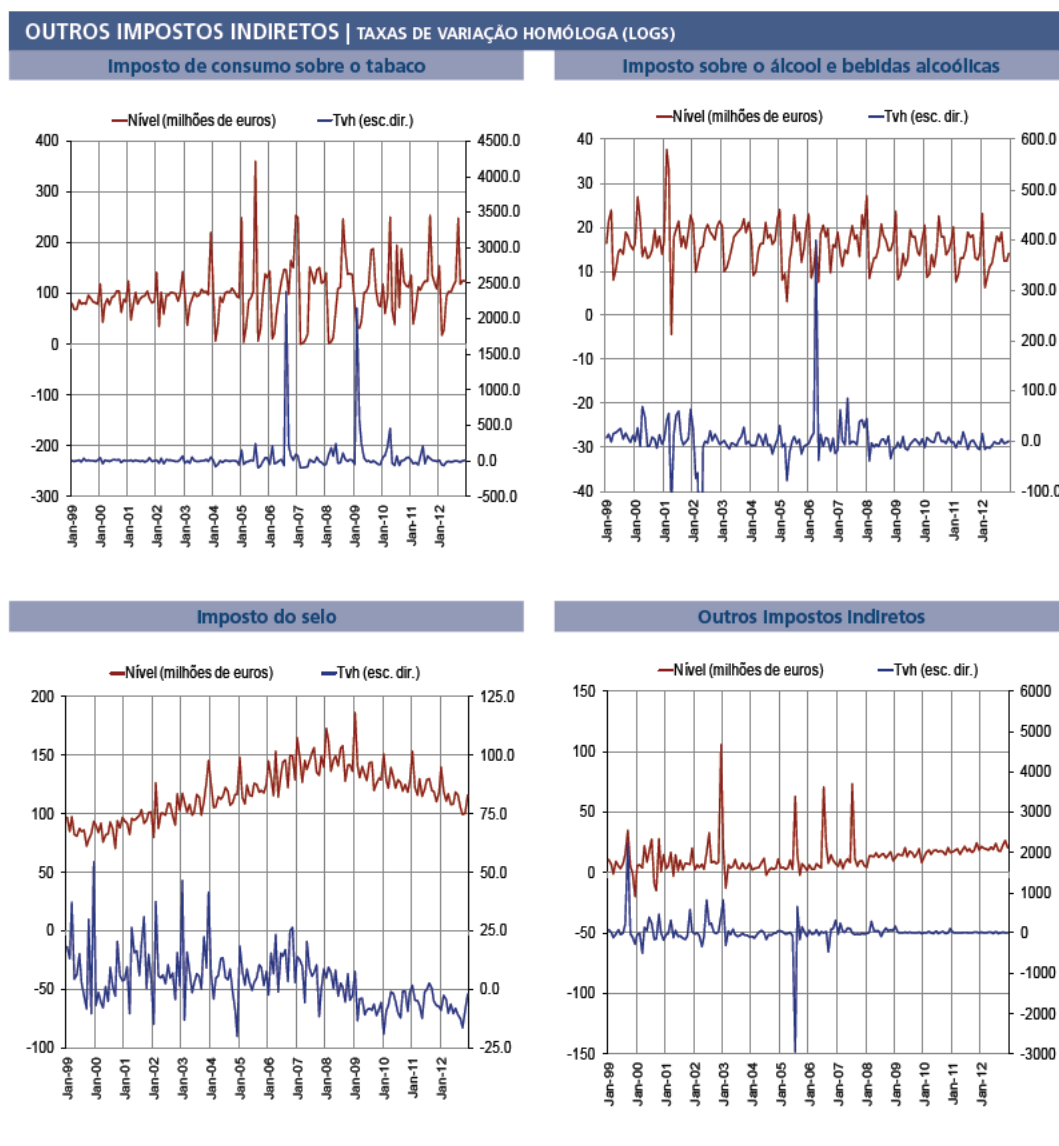 OUTROS IMPOSTOS INDIRETOS | TAXAS DE VARIAÇÃO HOMÓLOGA (LOGS)
Imposto de consumo sobre o tabaco
Nível (milhões de euros) Tvh (esc.dir.)
400 4500.0
4000.0
300 3500.0
200 3000.0
2500.0
100 2000.0
0 1500.0
-100 1000.0
500.0
-200 0.0
-300 -500.0
Jan-99 Jan-00 Jan-01 Jan-02 Jan-03 Jan-04 Jan-05 Jan-06 Jan-07 Jan-08 Jan-09 Jan-10 Jan-11 Jan-12
Imposto sobre o álcool e bebidas alcoólicas
Nível (milhões de euros) Tvh (esc. dir.)
40 600.0
30 500.0
20 400.0
10 300.0
0
-10 200.0
-20 100.0
-30 0.0
-40 -100.0
Jan-99 Jan-00 Jan-01 Jan-02 Jan-03 Jan-04 Jan-05 Jan-06 Jan-07 Jan-08 Jan-09 Jan-10 Jan-11 Jan-12
Imposto do selo
Nível (milhões de euros) Tvh (esc. dir.)
200 125.0
150 100.0
100 75.0
50 50.0
0 25.0
-50 0.0
-100 -25.0
Jan-99 Jan-00 Jan-01 Jan-02 Jan-03 Jan-04 Jan-05 Jan-06 Jan-07 Jan-08 Jan-09 Jan-10 Jan-11 Jan-12
Outros Impostos Indiretos
Nível (milhões de euros) Tvh (esc. dir.)
150 6000
5000
100 4000
50 3000
2000
0 1000
-50 0
-100 -1000
-2000
-150 -3000
Jan-99 Jan-00 Jan-01 Jan-02 Jan-03 Jan-04 Jan-05 Jan-06 Jan-07 Jan-08 Jan-09 Jan-10 Jan-11 Jan-12